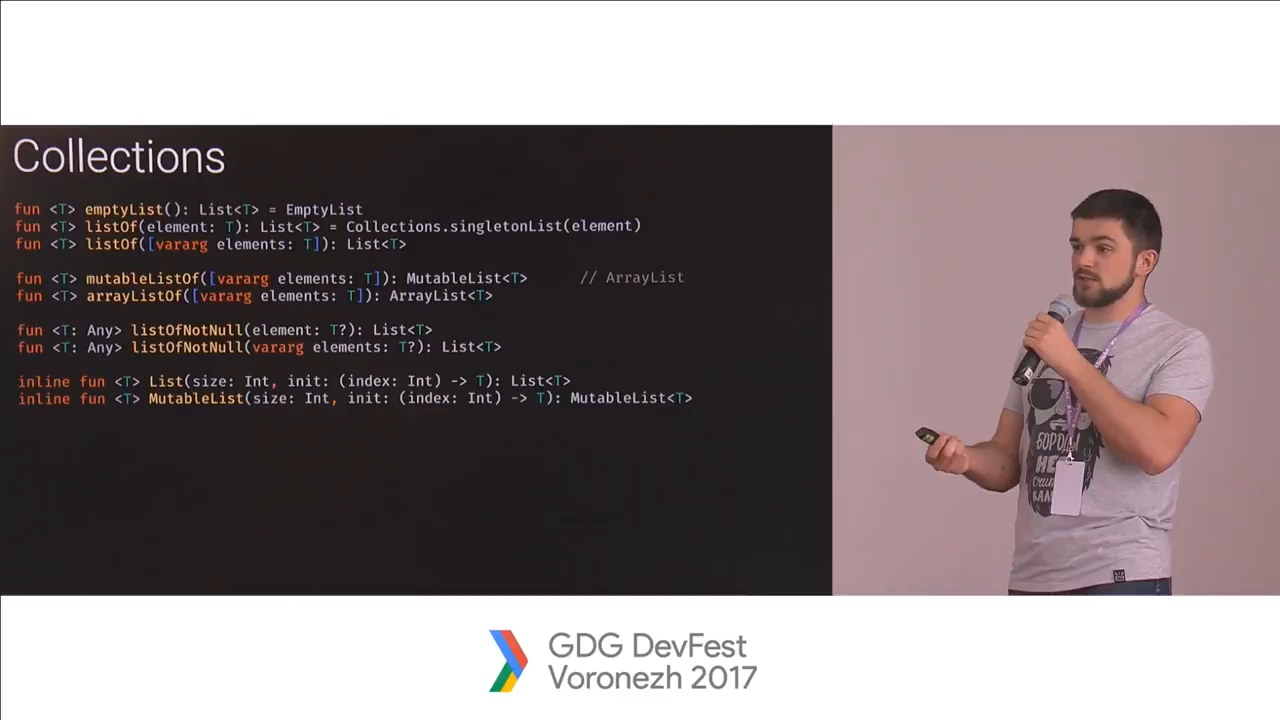 Collections
fun <T> emptyList(): List<T> = EmptyList
fun <T> listOf(element: T): List<T> = Collections.singletonList(element)
fun <T> listOf([vararg elements: T]): List<T>
fun <T> mutableListOf([vararg elements: T]): MutableList<T> // ArrayList
fun <T> arrayListOf([vararg elements: T]): ArrayList<T>
fun <T: Any> listOfNotNull(element: T?): List<T>
fun <T: Any> listOfNotNull(vararg elements: T?): List<T>
inline fun <T> List(size: Int, init: (index: Int) -> T): List<T>
inline fun <T> MutableList(size: Int, init: (index: Int) -> T): MutableList<T>
БОРОДЫ
НЕ
GDG DevFest
Voronezh 2017